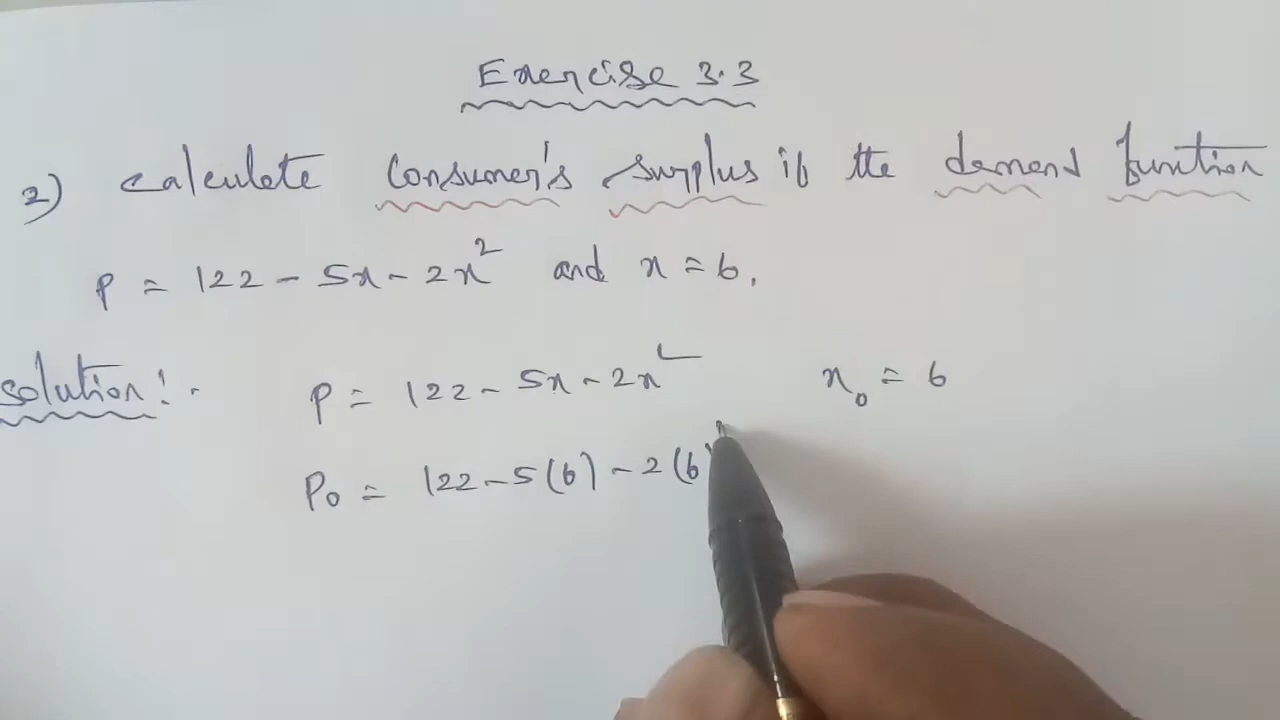 Exercise 3.3
2) calculate consumer's surplus if the demand function
P = 122 - 5x - 2x² and x = 6.
solution:-
P = 122 - 5x - 2x² x₀ = 6
P₀ = 122 - 5(6) - 2(6)